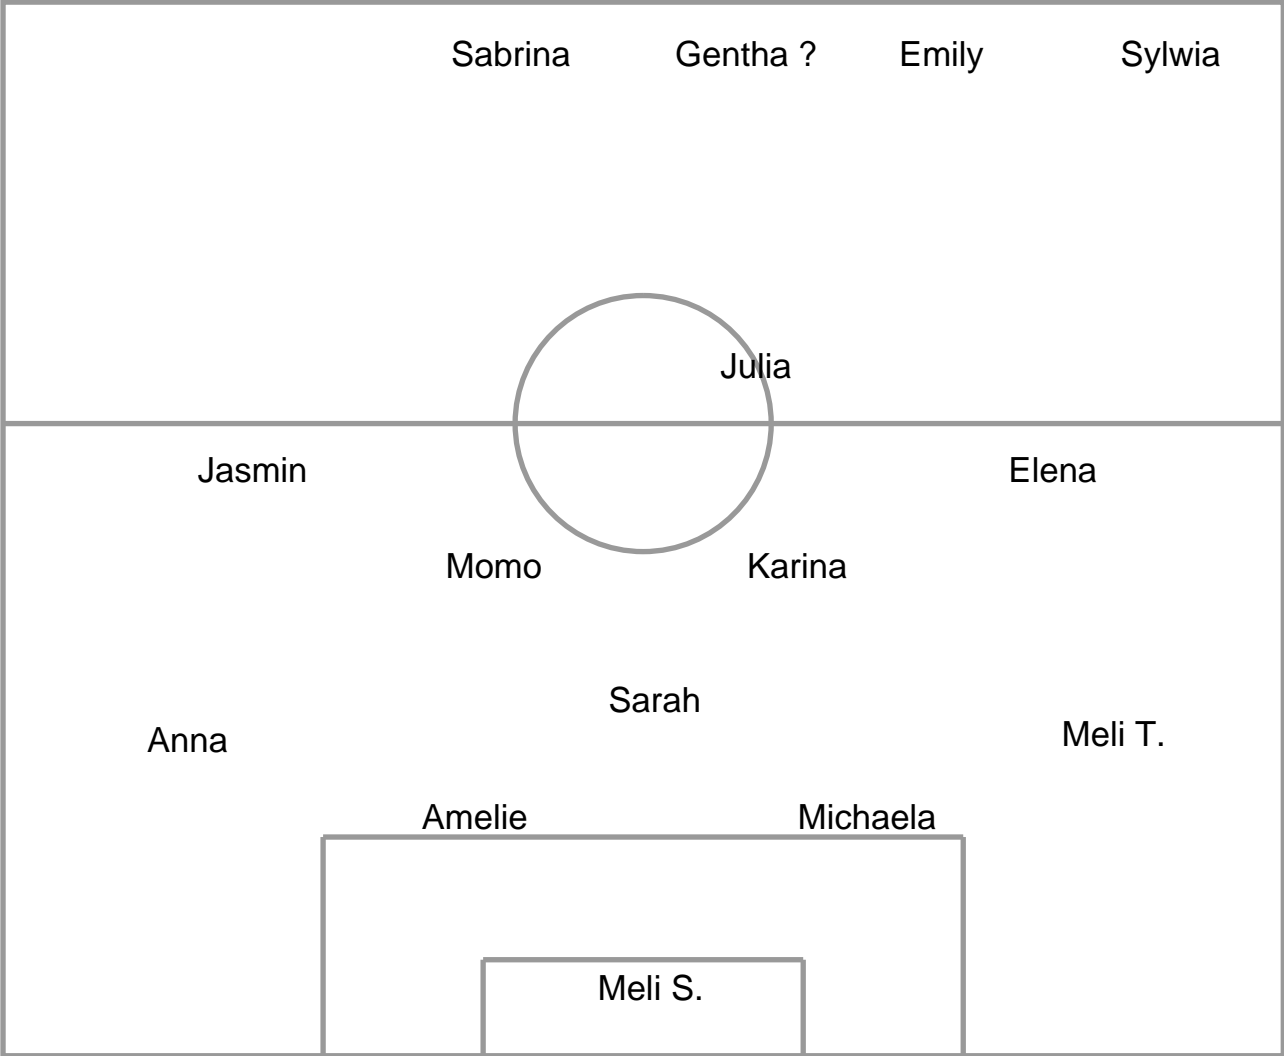 Sabrina Gentha ? Emily Sylwia
Julia
Jasmin Elena
Momo Karina
Sarah
Anna Meli T.
Amelie Michaela
Meli S.